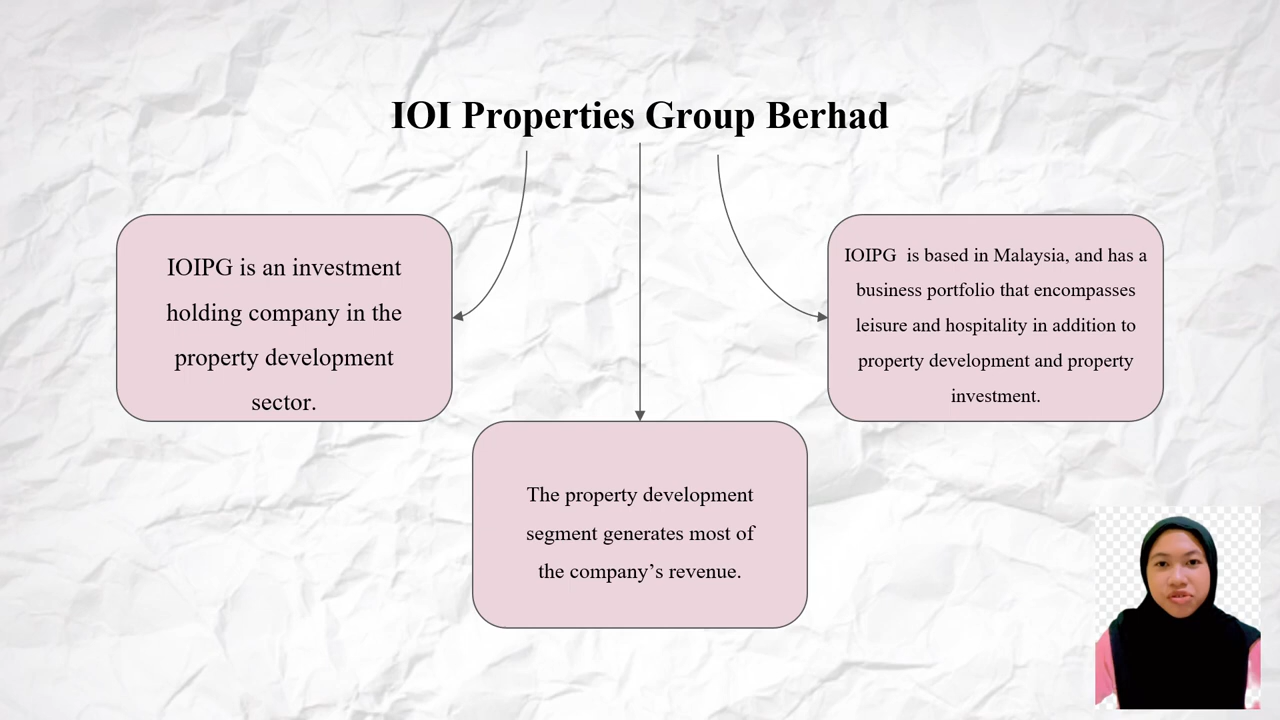 IOI Properties Group Berhad
IOIPG is an investment
holding company in the
property development
sector.
The property development
segment generates most of
the company’s revenue.
IOIPG  is based in Malaysia, and has a
business portfolio that encompasses
leisure and hospitality in addition to
property development and property
investment.